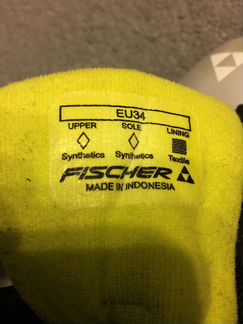 EU34
UPPER SOLE LINING
Synthetics Synthetics Textile
FISCHER
MADE IN INDONESIA